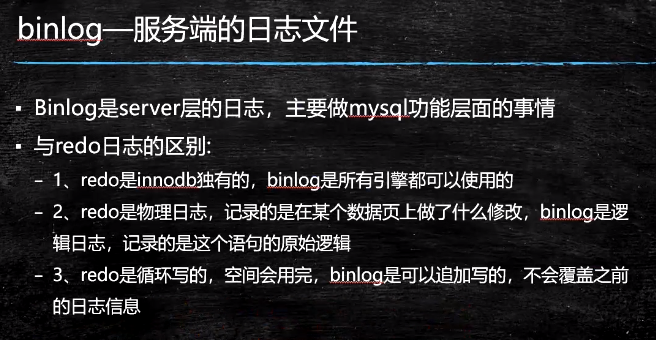 binlog—服务端的日志文件
▪ Binlog是server层的日志，主要做mysql功能层面的事情
▪ 与redo日志的区别:
– 1、redo是innodb独有的，binlog是所有引擎都可以使用的
– 2、redo是物理日志，记录的是在某个数据页上做了什么修改，binlog是逻
辑日志，记录的是这个语句的原始逻辑
– 3、redo是循环写的，空间会用完，binlog是可以追加写的，不会覆盖之前
的日志信息